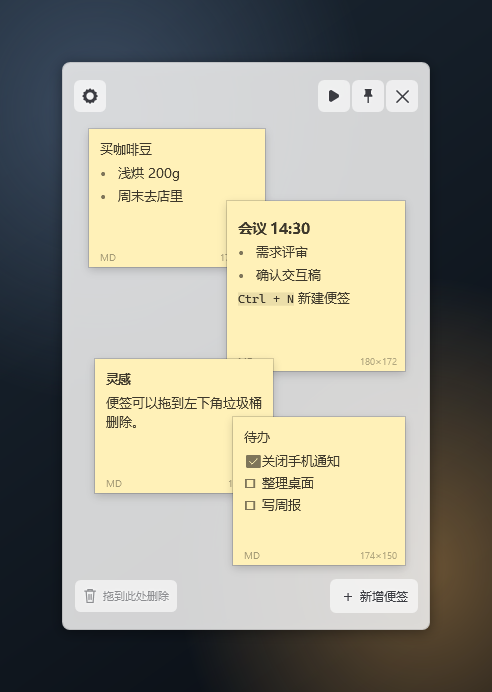 买咖啡豆
• 浅烘 200g
• 周末去店里
MD
会议 14:30
• 需求评审
• 确认交互稿
Ctrl + N 新建便签
180×172
灵感
便签可以拖到左下角垃圾桶
删除。
MD
待办
关闭手机通知
整理桌面
写周报
MD 174×150
拖到此处删除
+ 新增便签